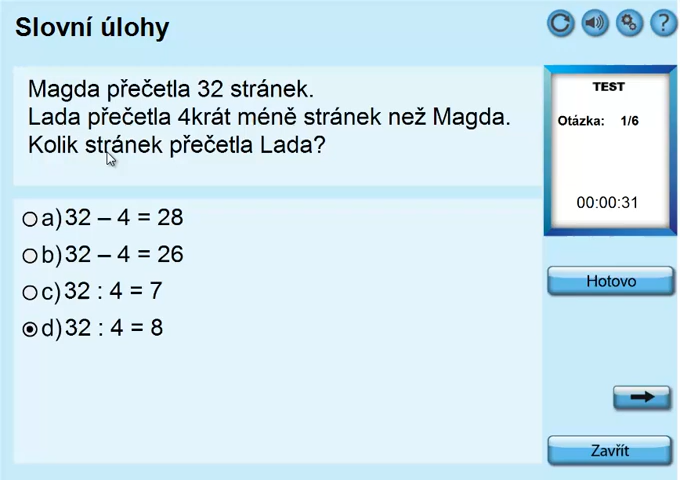 Slovní úlohy
Magda přečetla 32 stránek.
Lada přečetla 4krát méně stránek než Magda.
Kolik stránek přečetla Lada?
a) 32 – 4 = 28
b) 32 – 4 = 26
c) 32 : 4 = 7
d) 32 : 4 = 8
?
TEST
Otázka: 1/6
00:00:31
Hotovo
Zavřít